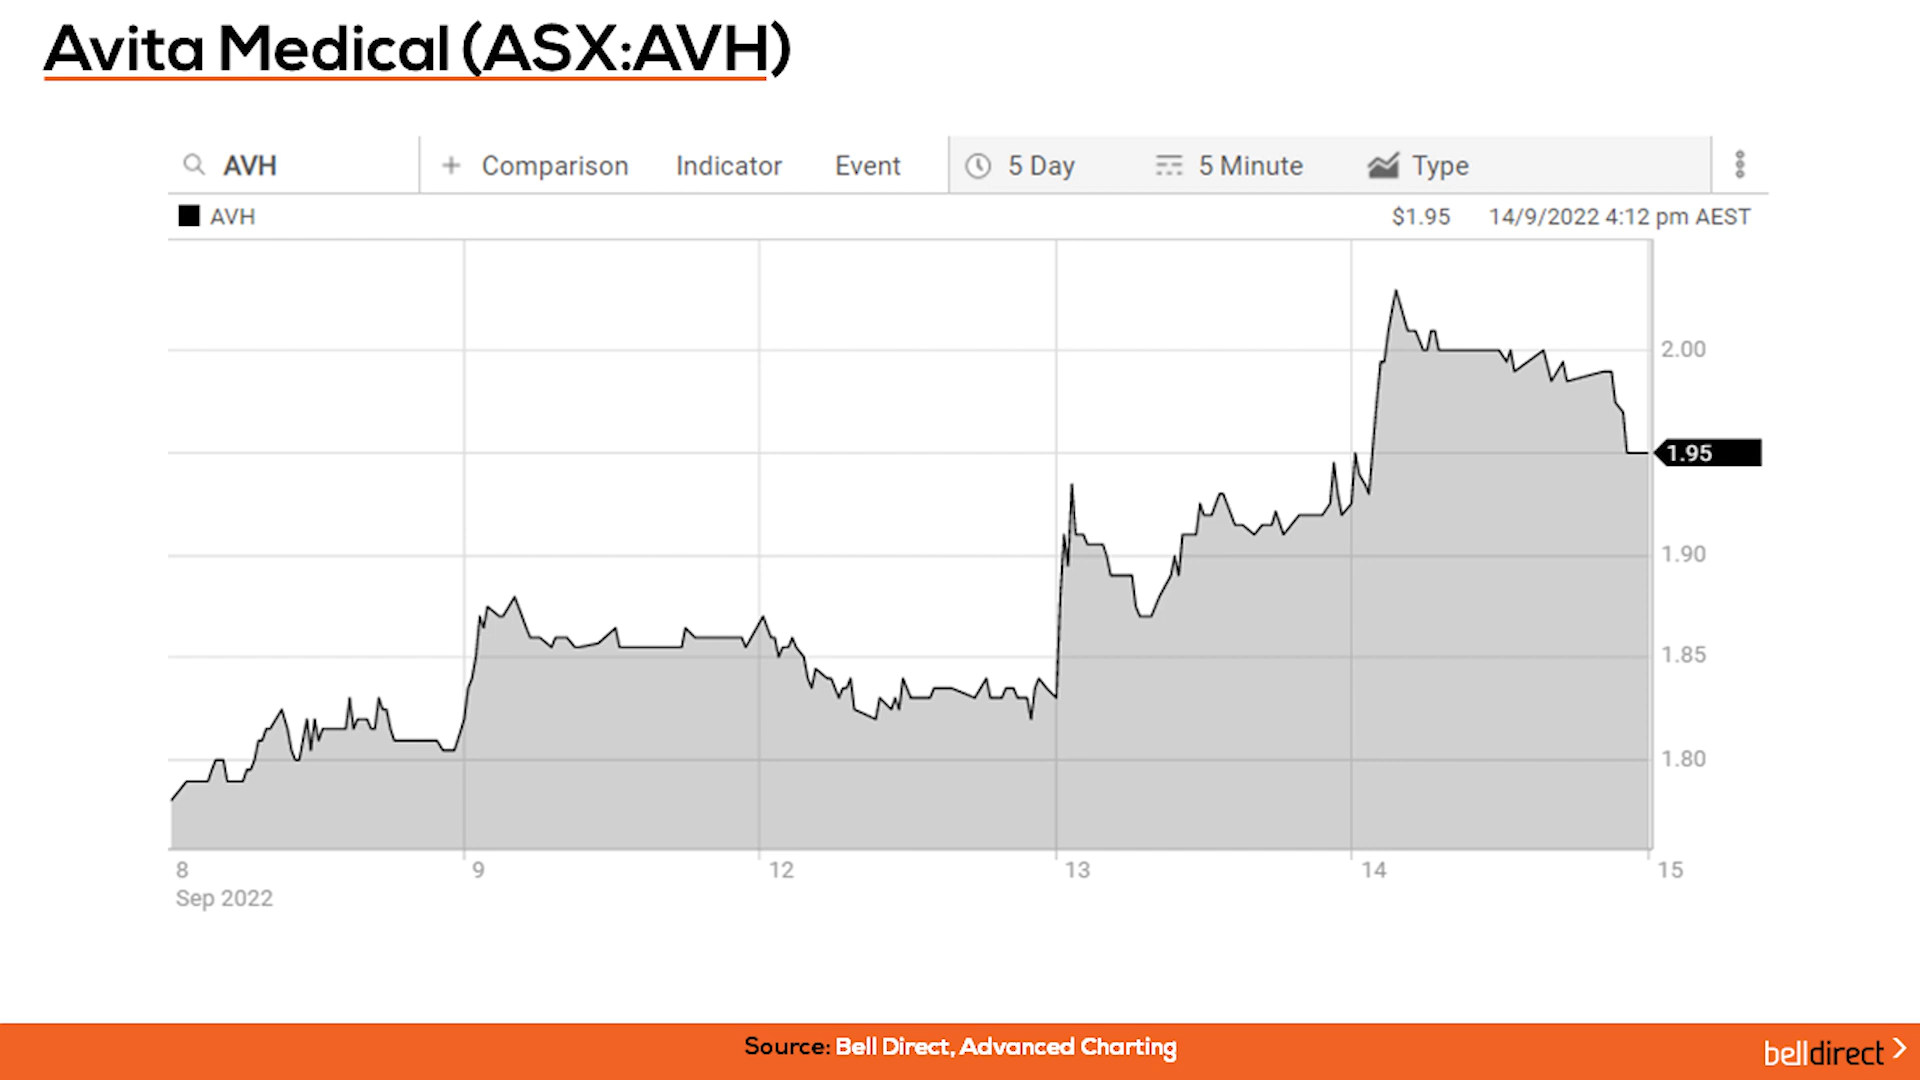 Avita Medical (ASX:AVH)
AVH
Comparison
Indicator
Event
5 Day
5 Minute
Type
AVH
$1.95
14/9/2022 4:12 pm AEST
2.00
1.95
1.90
1.85
1.80
8
9
12
13
14
15
Sep 2022
Source: Bell Direct, Advanced Charting
belldirect